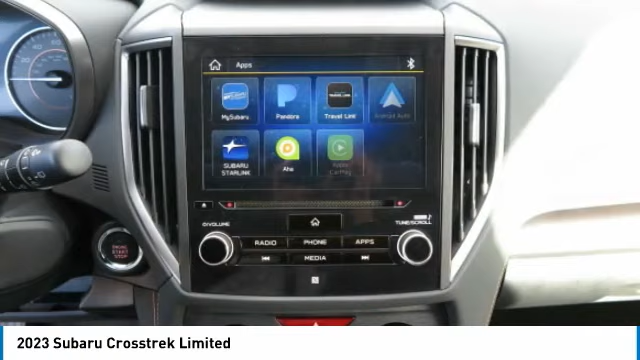 Apps
MySubaru
Pandora
Travel Link
Android Auto
SUBARU
STARLINK
Aha
Apple
CarPlay
VOLUME
TUNE/SCROLL
RADIO
PHONE
APPS
MEDIA
ENGINE
START
STOP
2023 Subaru Crosstrek Limited